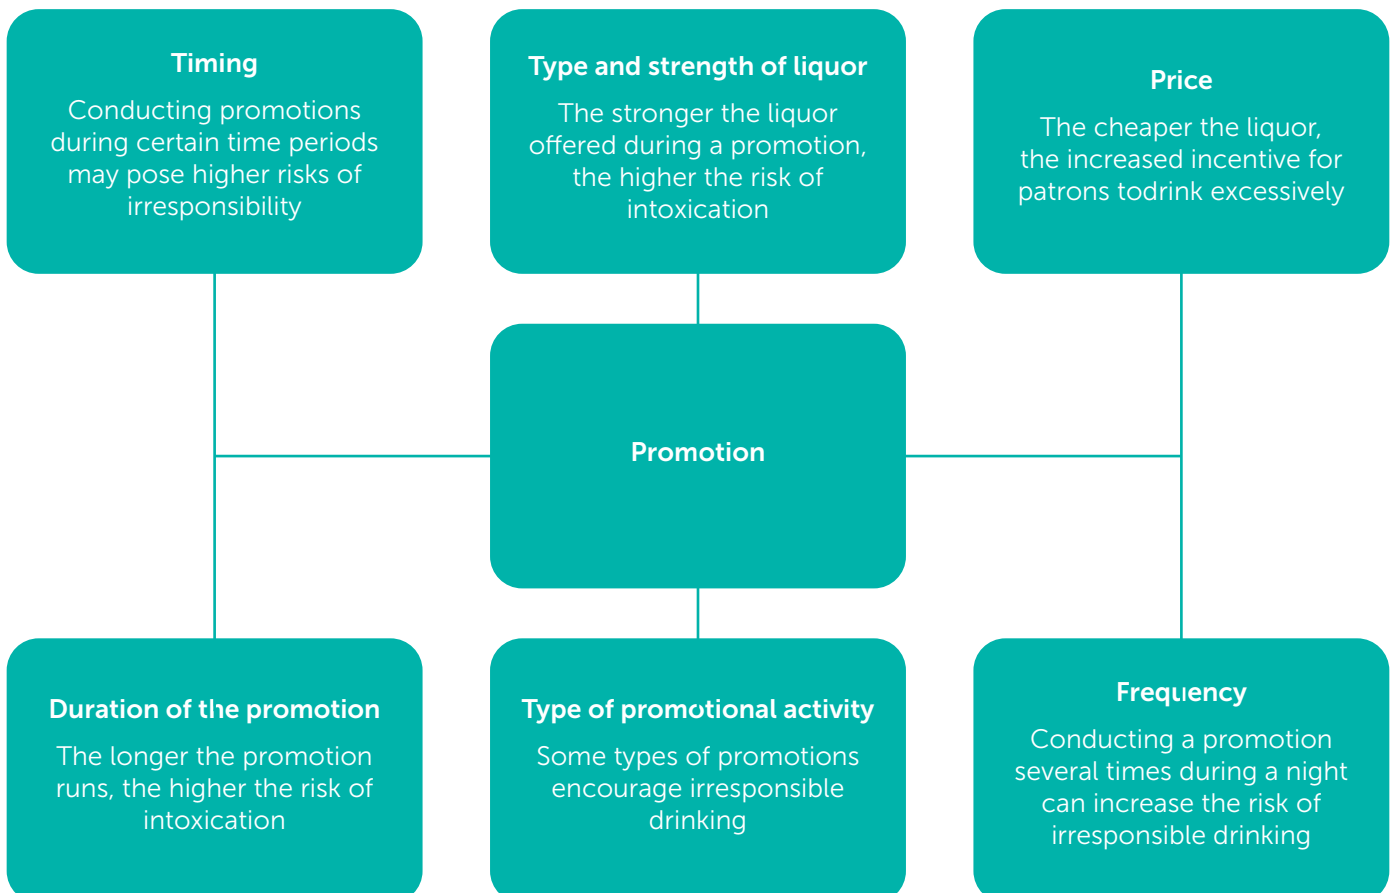 Timing
Conducting promotions
during certain time periods
may pose higher risks of
irresponsibility
Type and strength of liquor
The stronger the liquor
offered during a promotion,
the higher the risk of
intoxication
Price
The cheaper the liquor,
the increased incentive for
patrons todrink excessively
Promotion
Duration of the promotion
The longer the promotion
runs, the higher the risk of
intoxication
Type of promotional activity
Some types of promotions
encourage irresponsible
drinking
Frequency
Conducting a promotion
several times during a night
can increase the risk of
irresponsible drinking